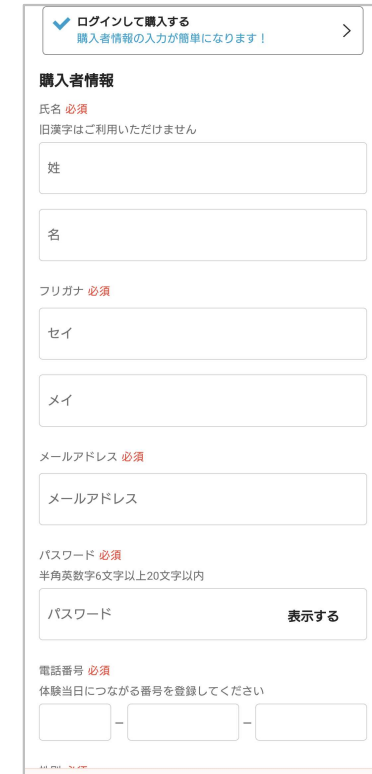 ログインして購入する
購入者情報の入力が簡単になります！
購入者情報
氏名 必須
旧漢字はご利用いただけません
姓
名
フリガナ 必須
セイ
メイ
メールアドレス 必須
メールアドレス
パスワード 必須
半角英数字6文字以上20文字以内
パスワード 表示する
電話番号 必須
体験当日につながる番号を登録してください
– –